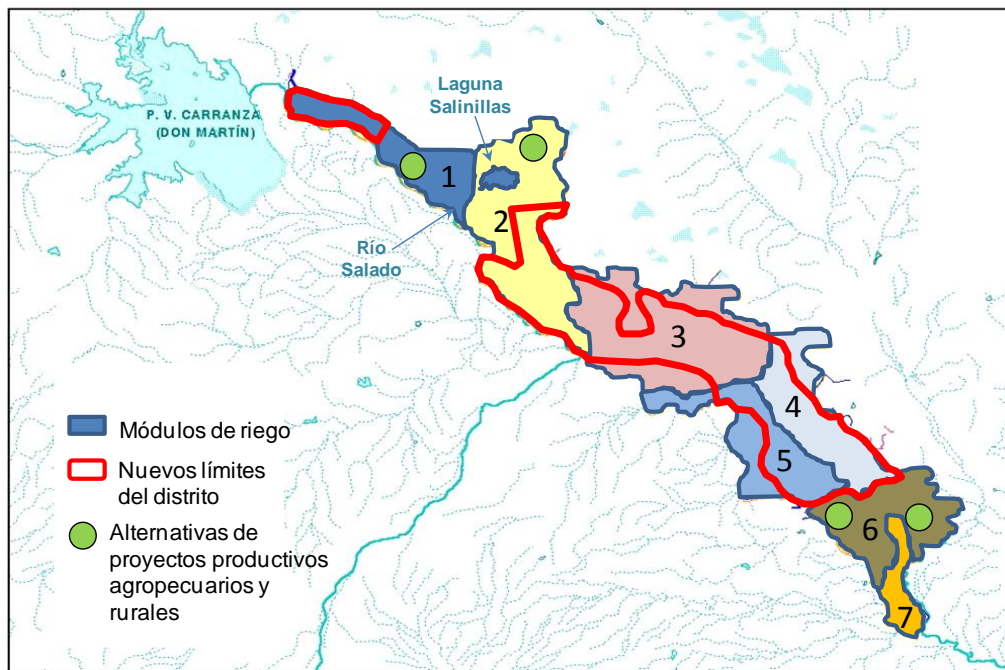 Laguna
Salinillas
P. V. CARRANZA
(DON MARTÍN)
1
2
Río
Salado
3
4
5
6
7
Módulos de riego
Nuevos límites
del distrito
Alternativas de
proyectos productivos
agropecuarios y
rurales